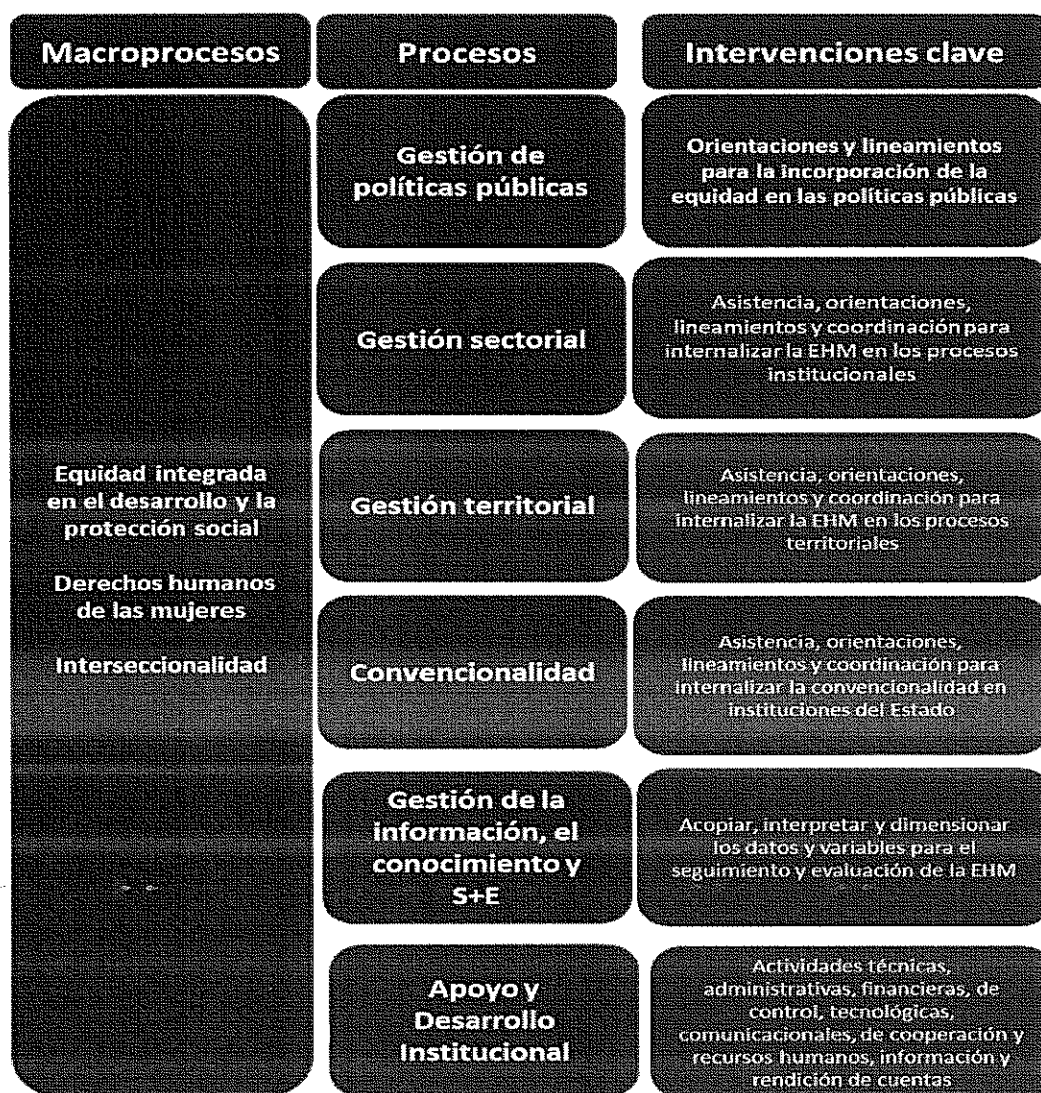 Macroprocesos
Procesos
Intervenciones clave
Equidad integrada
en el desarrollo y la
protección social
Derechos humanos
de las mujeres
Interseccionalidad
Gestión de
políticas públicas
Orientaciones y lineamientos
para la incorporación de la
equidad en las políticas públicas
Gestión sectorial
Asistencia, orientaciones,
lineamientos y coordinación para
internalizar la EHM en los procesos
institucionales
Gestión territorial
Asistencia, orientaciones,
lineamientos y coordinación para
internalizar la EHM en los procesos
territoriales
Convencionalidad
Asistencia, orientaciones,
lineamientos y coordinación para
internalizar la convencionalidad en
instituciones del Estado
Gestión de la
información, el
conocimiento y
S+E
Acopiar, interpretar y dimensionar
los datos y variables para el
seguimiento y evaluación de la EHM
Apoyo y
Desarrollo
Institucional
Actividades técnicas,
administrativas, financieras, de
control, tecnológicas,
comunicacionales, de cooperación y
recursos humanos, información y
rendición de cuentas